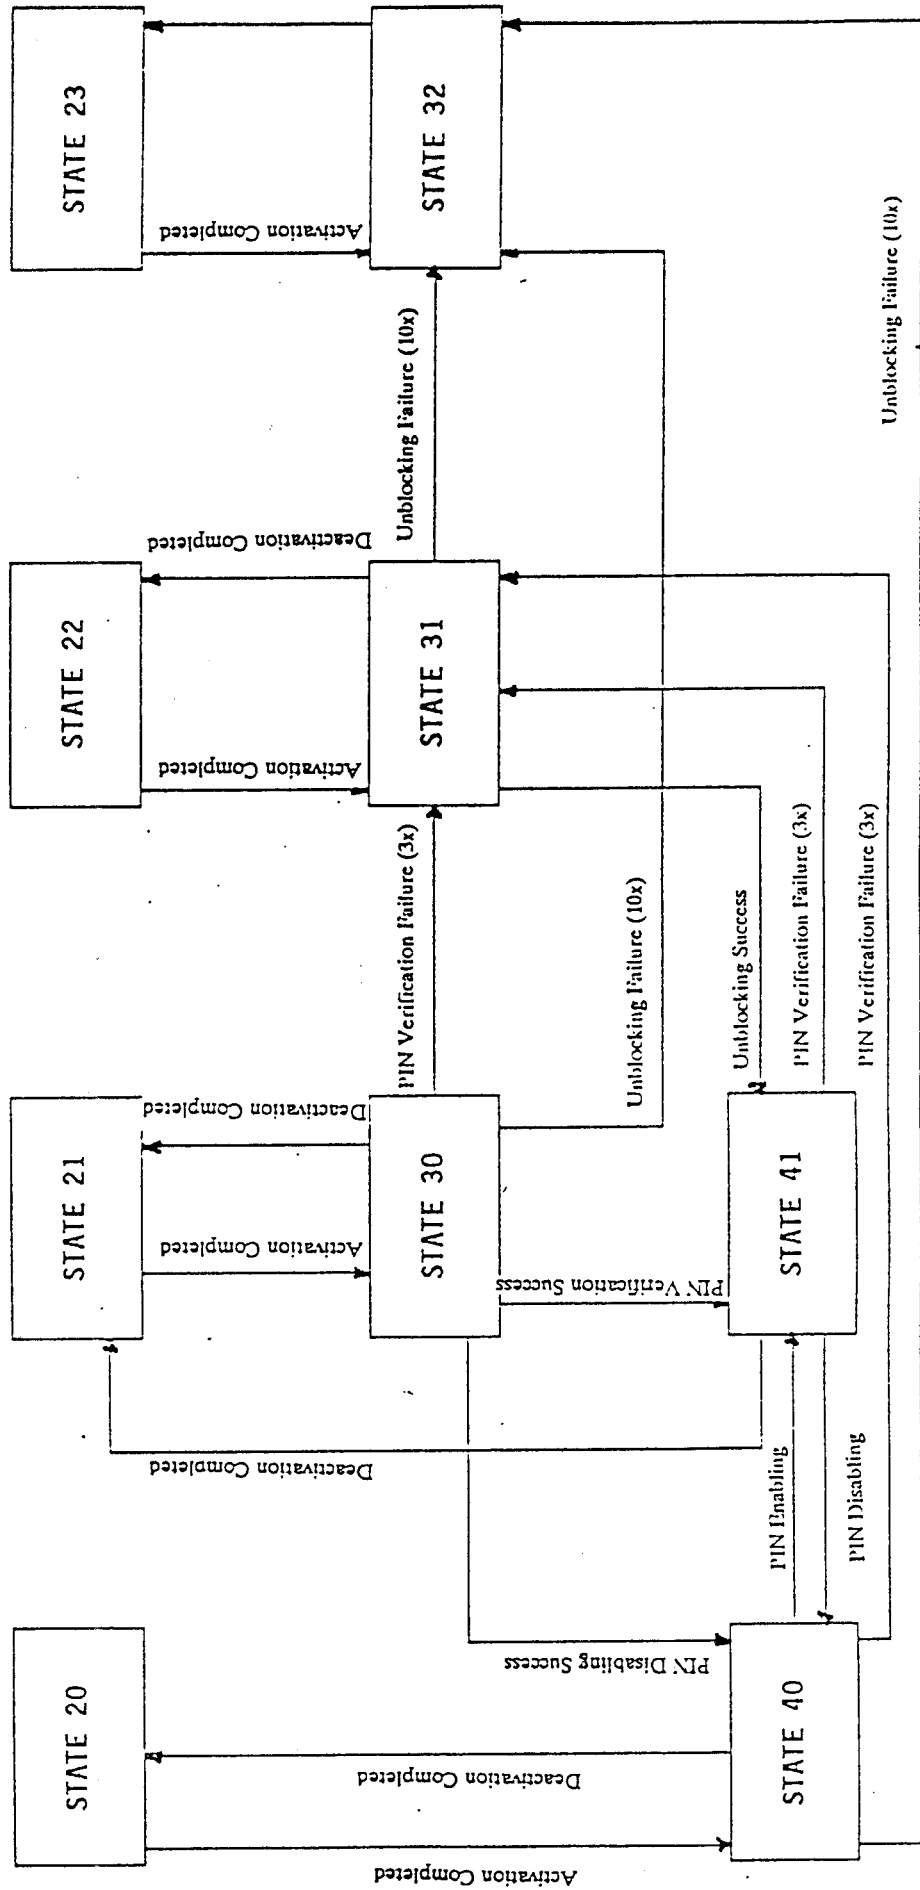 STATE 20
STATE 21
STATE 22
STATE 23
Activation Completed
Deactivation Completed
Deactivation Completed
Activation Completed
Deactivation Completed
Activation Completed
Deactivation Completed
Activation Completed
STATE 30
STATE 31
STATE 32
PIN Verification Failure (3x)
Unblocking Failure (10x)
PIN Disabling Success
PIN Verification Success
Unblocking Failure (10x)
Unblocking Success
STATE 40
STATE 41
PIN Enabling
PIN Disabling
PIN Verification Failure (3x)
PIN Verification Failure (3x)
Unblocking Failure (10x)